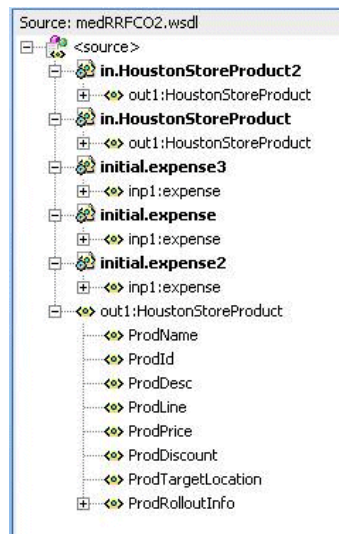 Source: medRRFCO2.wsdl
<source>
in.HoustonStoreProduct2
out1:HoustonStoreProduct
in.HoustonStoreProduct
out1:HoustonStoreProduct
initial.expense3
inp1:expense
initial.expense
inp1:expense
initial.expense2
inp1:expense
out1:HoustonStoreProduct
ProdName
ProdId
ProdDesc
ProdLine
ProdPrice
ProdDiscount
ProdTargetLocation
ProdRolloutInfo